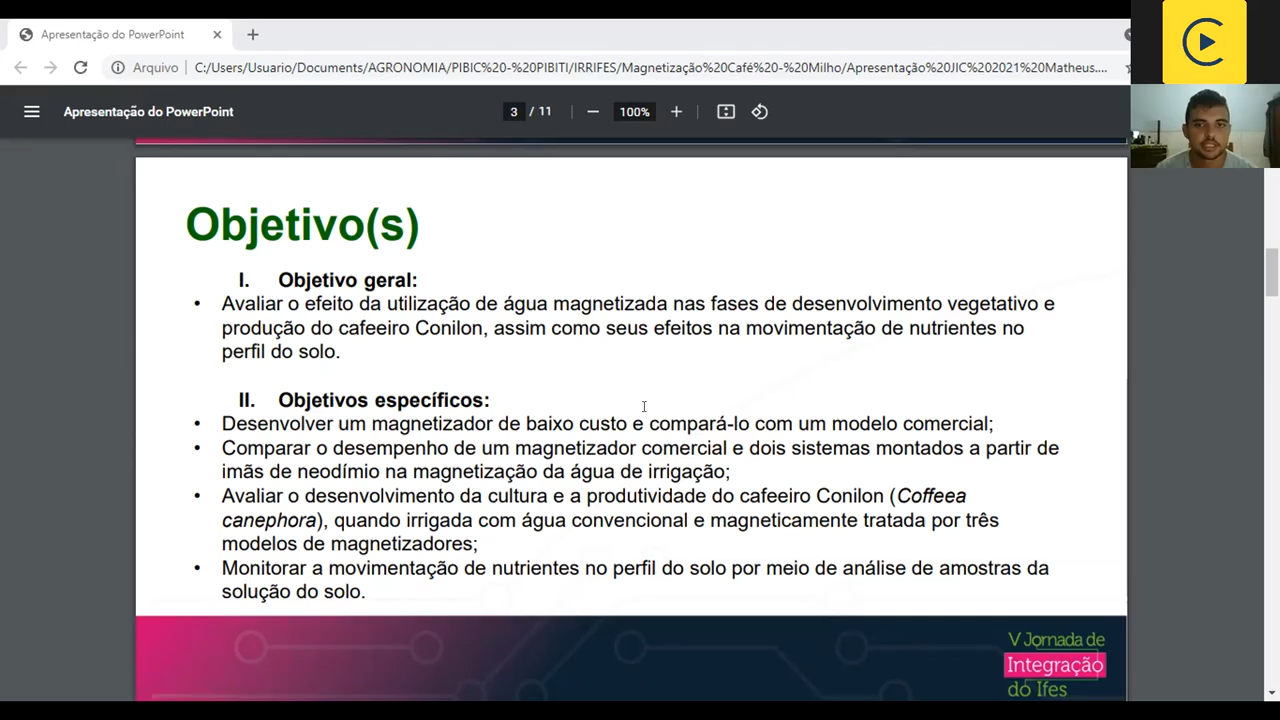 Apresentação do PowerPoint
Arquivo
C:/Users/Usuario/Documents/AGRONOMIA/PIBIC%20-%20PIBITI/IRRIFES/Magnetização%20Café%20-%20Milho/Apresentação%20JIC%202021%20Matheus....
Apresentação do PowerPoint
3 / 11
100%
Objetivo(s)
I. Objetivo geral:
• Avaliar o efeito da utilização de água magnetizada nas fases de desenvolvimento vegetativo e
produção do cafeeiro Conilon, assim como seus efeitos na movimentação de nutrientes no
perfil do solo.
II. Objetivos específicos:
• Desenvolver um magnetizador de baixo custo e compará-lo com um modelo comercial;
• Comparar o desempenho de um magnetizador comercial e dois sistemas montados a partir de
imãs de neodímio na magnetização da água de irrigação;
• Avaliar o desenvolvimento da cultura e a produtividade do cafeeiro Conilon (Coffeea
canephora), quando irrigada com água convencional e magneticamente tratada por três
modelos de magnetizadores;
• Monitorar a movimentação de nutrientes no perfil do solo por meio de análise de amostras da
solução do solo.
V Jornada de
Integração
do Ifes